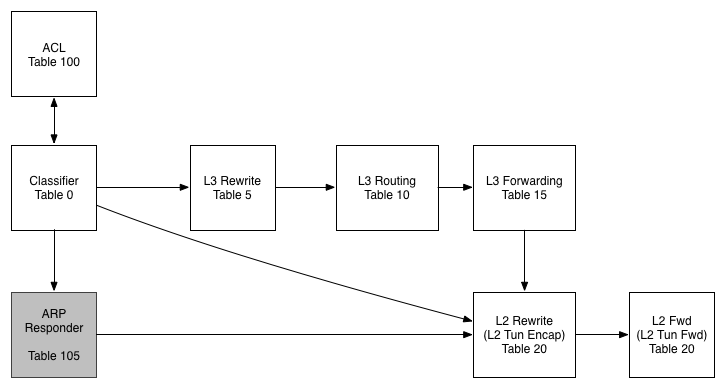 ACL
Table 100
Classifier
Table 0
L3 Rewrite
Table 5
L3 Routing
Table 10
L3 Forwarding
Table 15
ARP
Responder
Table 105
L2 Rewrite
(L2 Tun Encap)
Table 20
L2 Fwd
(L2 Tun Fwd)
Table 20